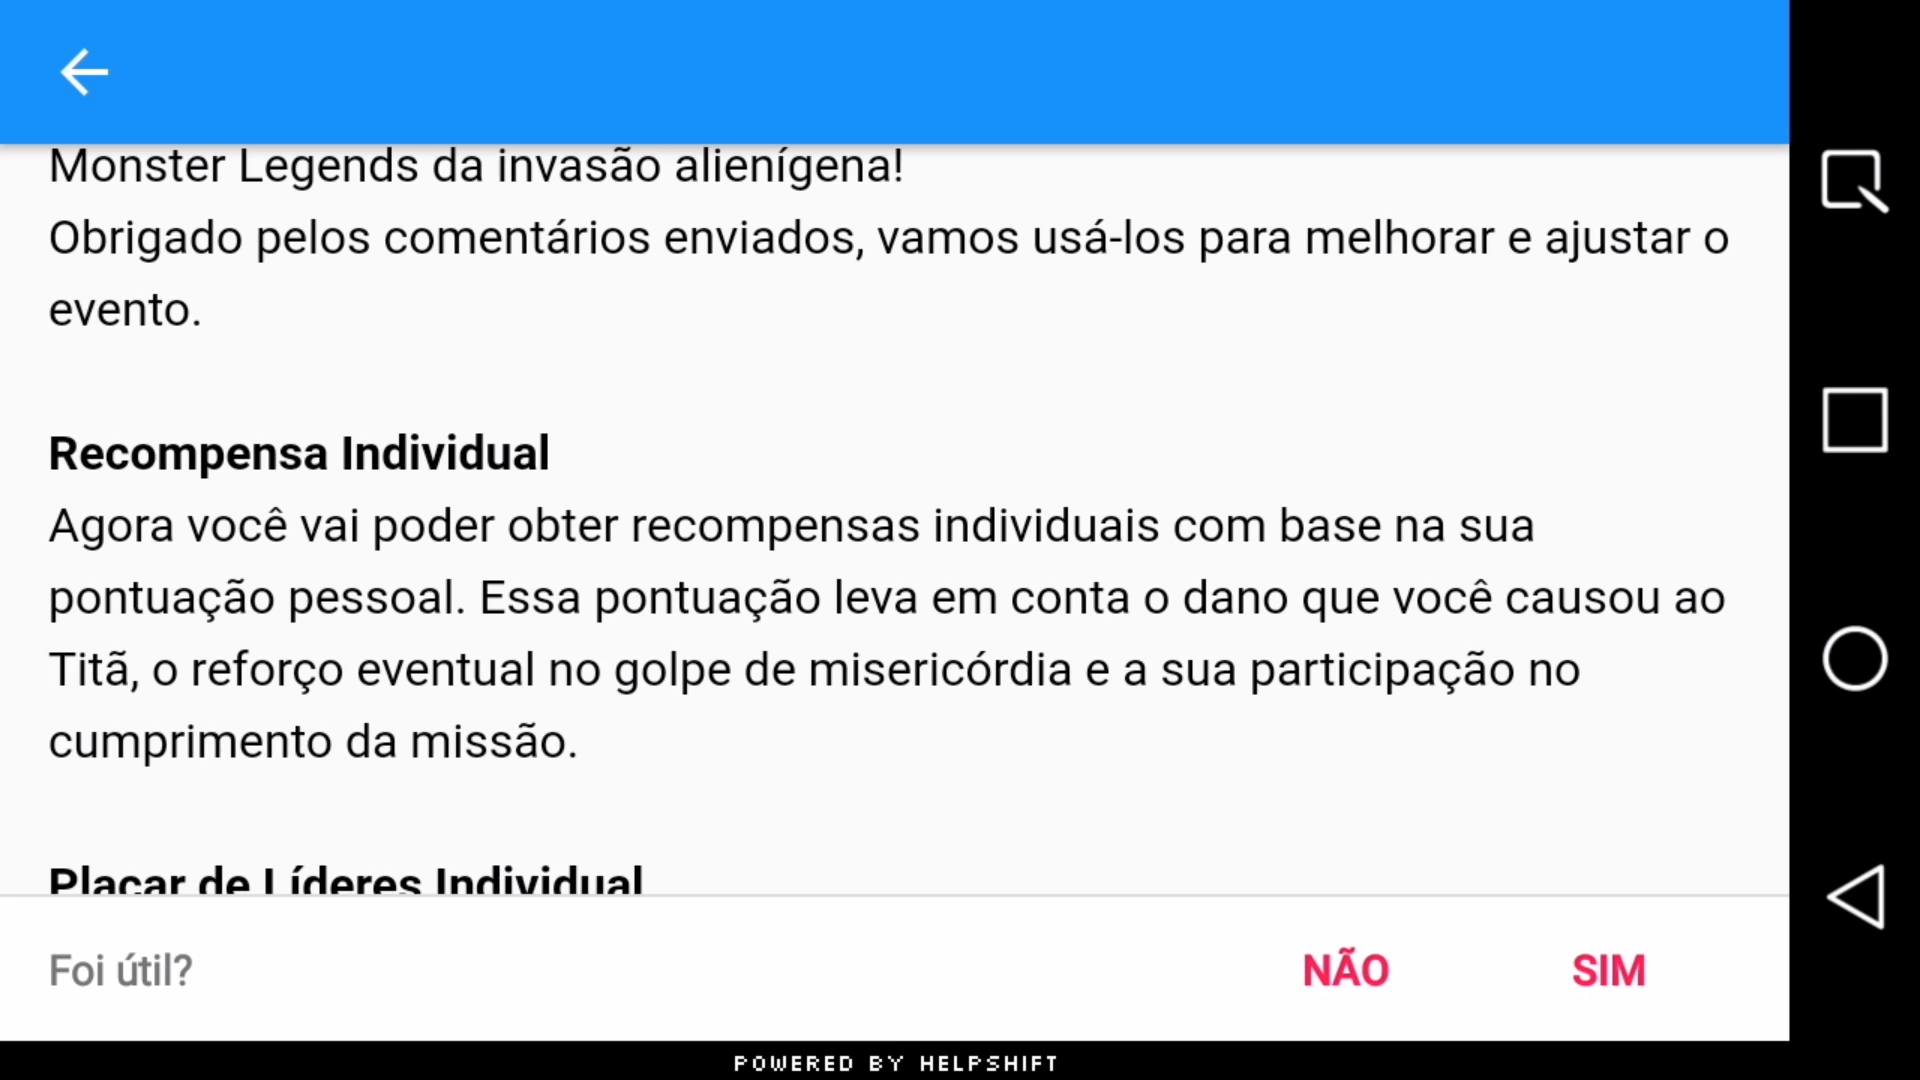 Monster Legends da invasão alienígena!
Obrigado pelos comentários enviados, vamos usá-los para melhorar e ajustar o
evento.
Recompensa Individual
Agora você vai poder obter recompensas individuais com base na sua
pontuação pessoal. Essa pontuação leva em conta o dano que você causou ao
Titã, o reforço eventual no golpe de misericórdia e a sua participação no
cumprimento da missão.
Placar de Líderes Individual
Foi útil?
NÃO
SIM
POWERED BY HELPSHIFT